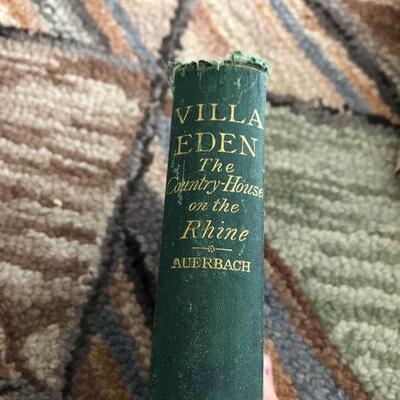 VILLA
EDEN
The
Country-House
on the
Rhine
AUERBACH